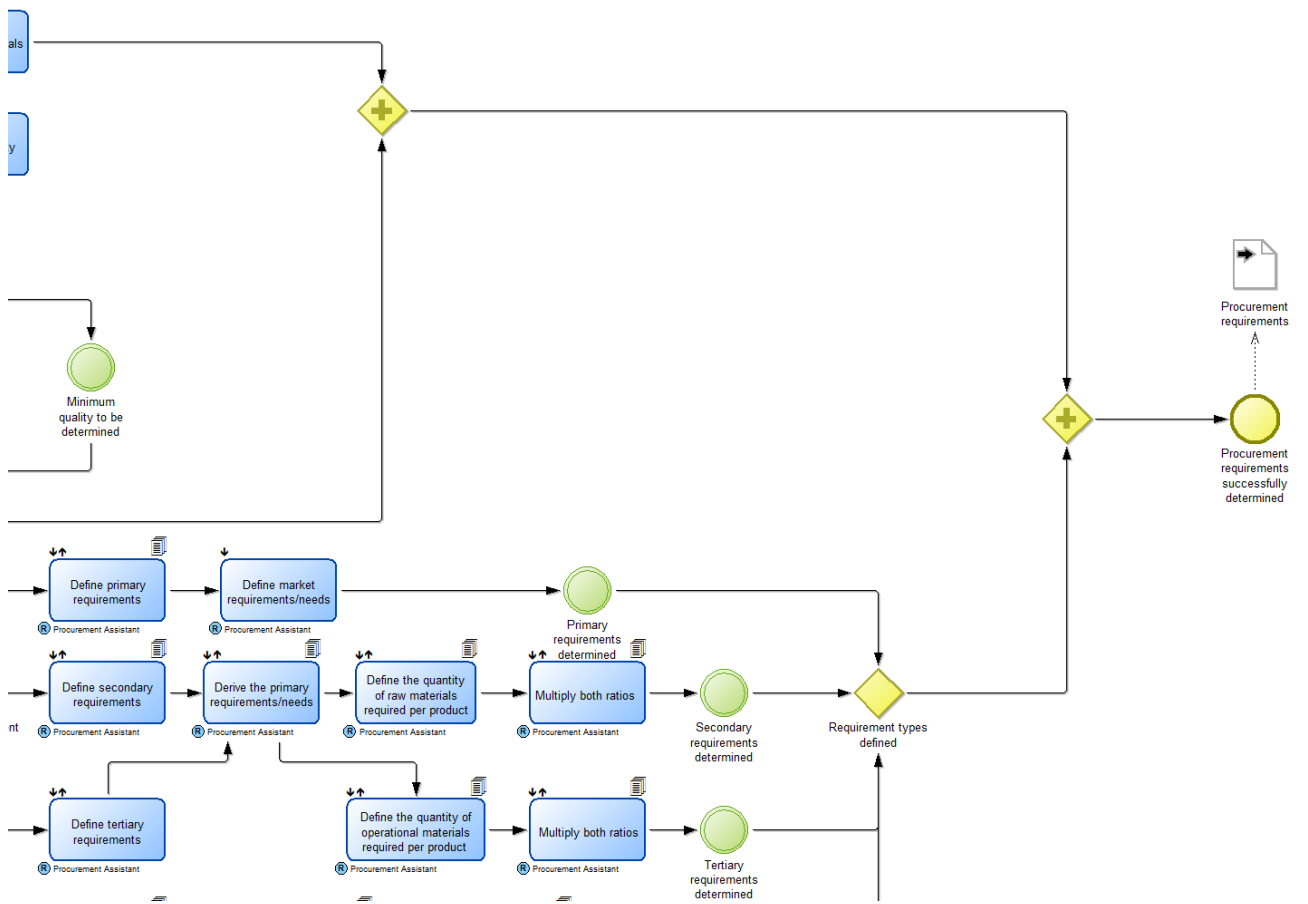 als
y
Procurement
requirements
Minimum
quality to be
determined
Procurement
requirements
successfully
determined
Define primary
requirements
R Procurement Assistant
Define market
requirements/needs
R Procurement Assistant
Primary
requirements
determined
Define secondary
requirements
R Procurement Assistant
Derive the primary
requirements/needs
R Procurement Assistant
Define the quantity
of raw materials
required per product
R Procurement Assistant
Multiply both ratios
R Procurement Assistant
Secondary
requirements
determined
Requirement types
defined
nt
Define tertiary
requirements
R Procurement Assistant
Define the quantity of
operational materials
required per product
R Procurement Assistant
Multiply both ratios
R Procurement Assistant
Tertiary
requirements
determined